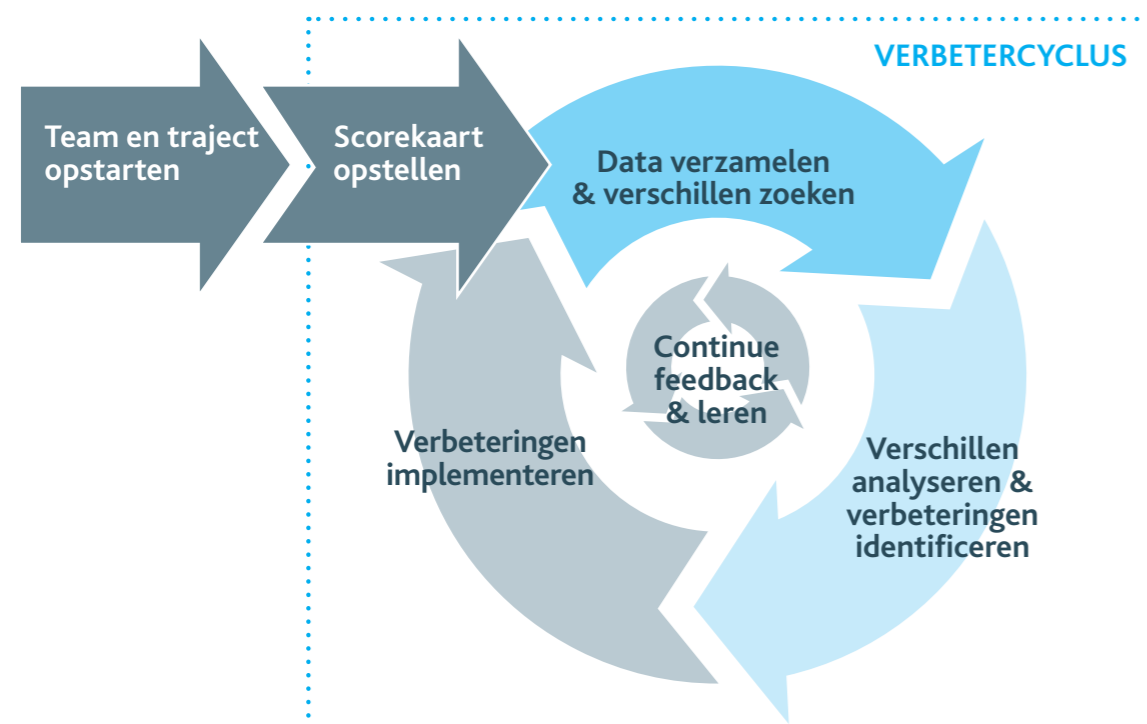 VERBETERCYCLUS
Team en traject
opstarten
Scorekaart
opstellen
Data verzamelen
& verschillen zoeken
Continue
feedback
& leren
Verschillen
analyseren &
verbeteringen
identificeren
Verbeteringen
implementeren